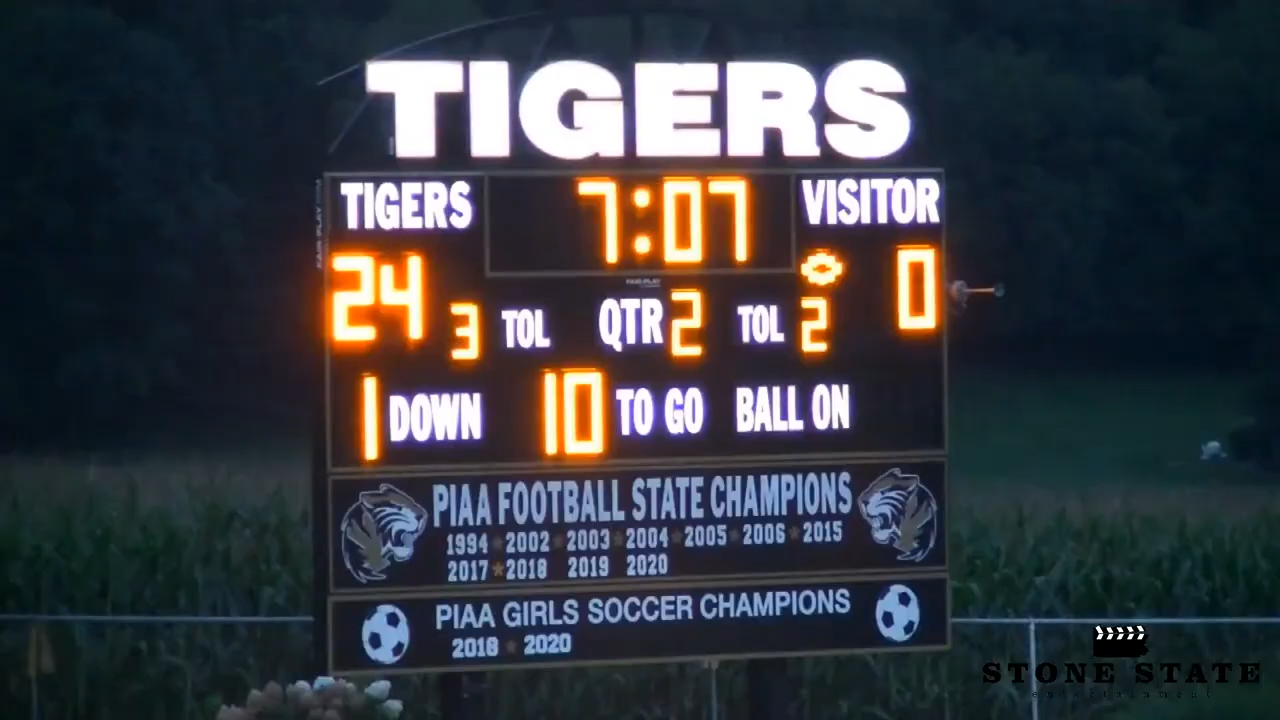 TIGERS
TIGERS 7:07 VISITOR
24 3 TOL QTR 2 TOL 2 0
1 DOWN 10 TO GO BALL ON
PIAA FOOTBALL STATE CHAMPIONS
1994 2002 2003 2004 2005 2006 2015
2017 2018 2019 2020
PIAA GIRLS SOCCER CHAMPIONS
2018 2020
STONE STATE
entertainment